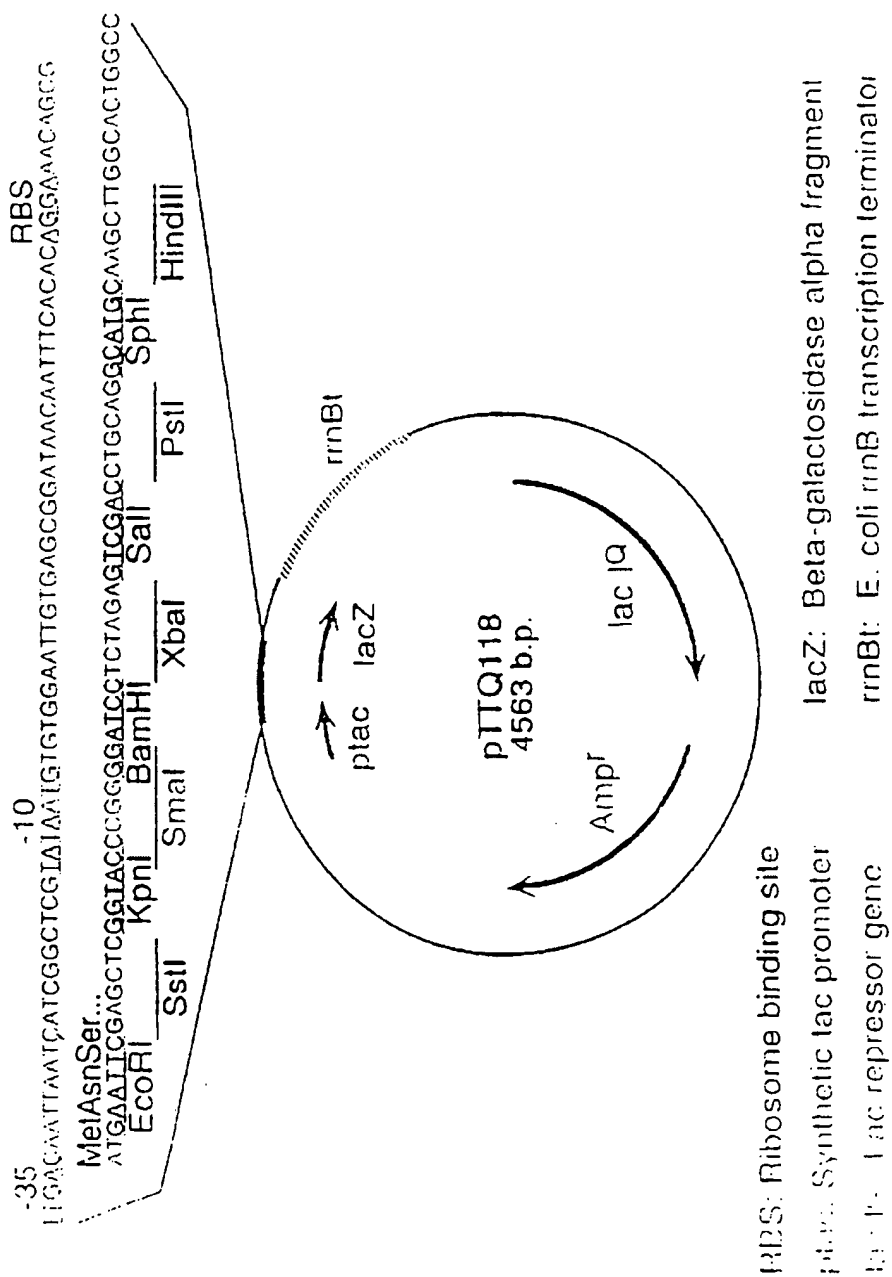 -35 -10 RBS
TTGACAATTAATCATCGGCTCGTATAATGTGTGGAATTGTGAGCGGATAACAATTTCACACAGGAAACAGCG
MetAsnSer...
ATGAATTCGAGCTCGGTACCCGGGGATCCTCTAGAGTCGACCTGCAGGCATGCAAGCTTGGCACTGGCC
EcoRI KpnI BamHI SalI SphI
SstI SmaI XbaI PstI HindIII
rrnBt
ptac lacZ
pTTQ118
4563 b.p.
Ampr lac IQ
RBS: Ribosome binding site
lacZ: Beta-galactosidase alpha fragment
Synthetic tac promoter
rrnBt: E. coli rrnB transcription terminator
Lac repressor gene